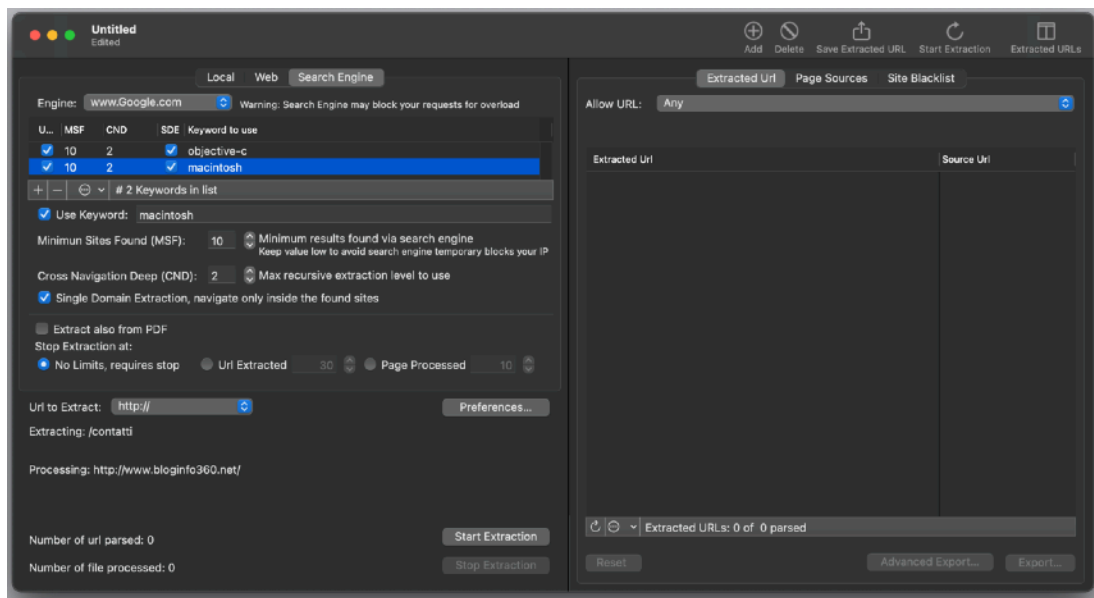 Untitled
Edited
Add Delete Save Extracted URL Start Extraction Extracted URLs
Local Web Search Engine
Engine: www.Google.com Warning: Search Engine may block your requests for overload
U... MSF CND SDE Keyword to use
10 2 objective-c
10 2 macintosh
# 2 Keywords in list
Use Keyword: macintosh
Minimun Sites Found (MSF): 10 Minimum results found via search engine
Keep value low to avoid search engine temporary blocks your IP
Cross Navigation Deep (CND): 2 Max recursive extraction level to use
Single Domain Extraction, navigate only inside the found sites
Extract also from PDF
Stop Extraction at:
No Limits, requires stop Url Extracted 30 Page Processed 10
Url to Extract: http:// Preferences...
Extracting: /contatti
Processing: http://www.bloginfo360.net/
Number of url parsed: 0 Start Extraction
Number of file processed: 0 Stop Extraction
Extracted Url Page Sources Site Blacklist
Allow URL: Any
Extracted Url Source Url
Extracted URLs: 0 of 0 parsed
Reset Advanced Export... Export...